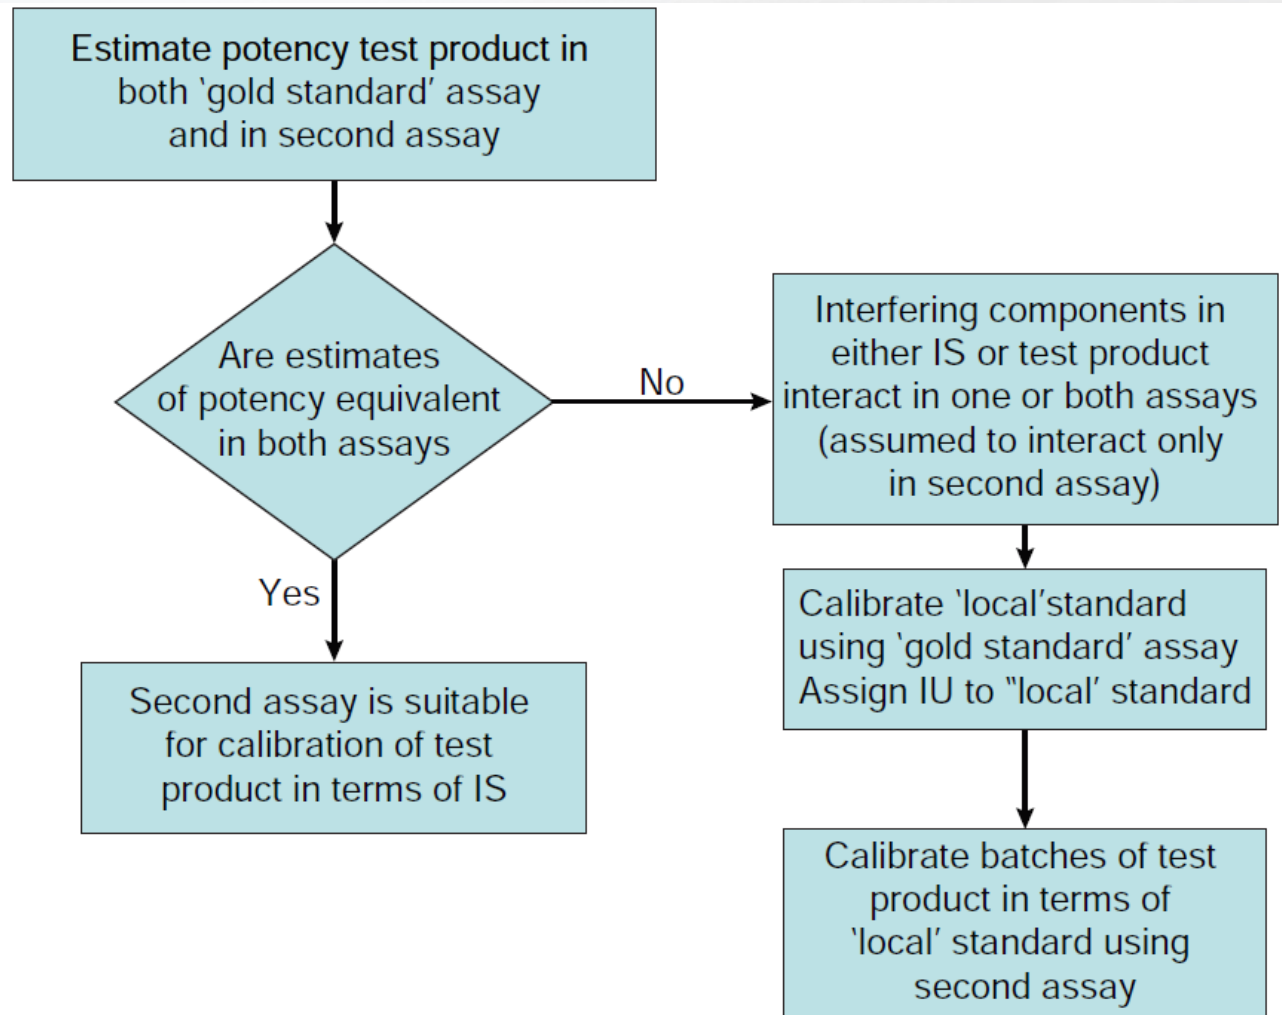 Estimate potency test product in
both ‘gold standard’ assay
and in second assay
Are estimates
of potency equivalent
in both assays
No
Interfering components in
either IS or test product
interact in one or both assays
(assumed to interact only
in second assay)
Yes
Calibrate ‘local’standard
using ‘gold standard’ assay
Assign IU to “local’ standard
Second assay is suitable
for calibration of test
product in terms of IS
Calibrate batches of test
product in terms of
‘local’ standard using
second assay